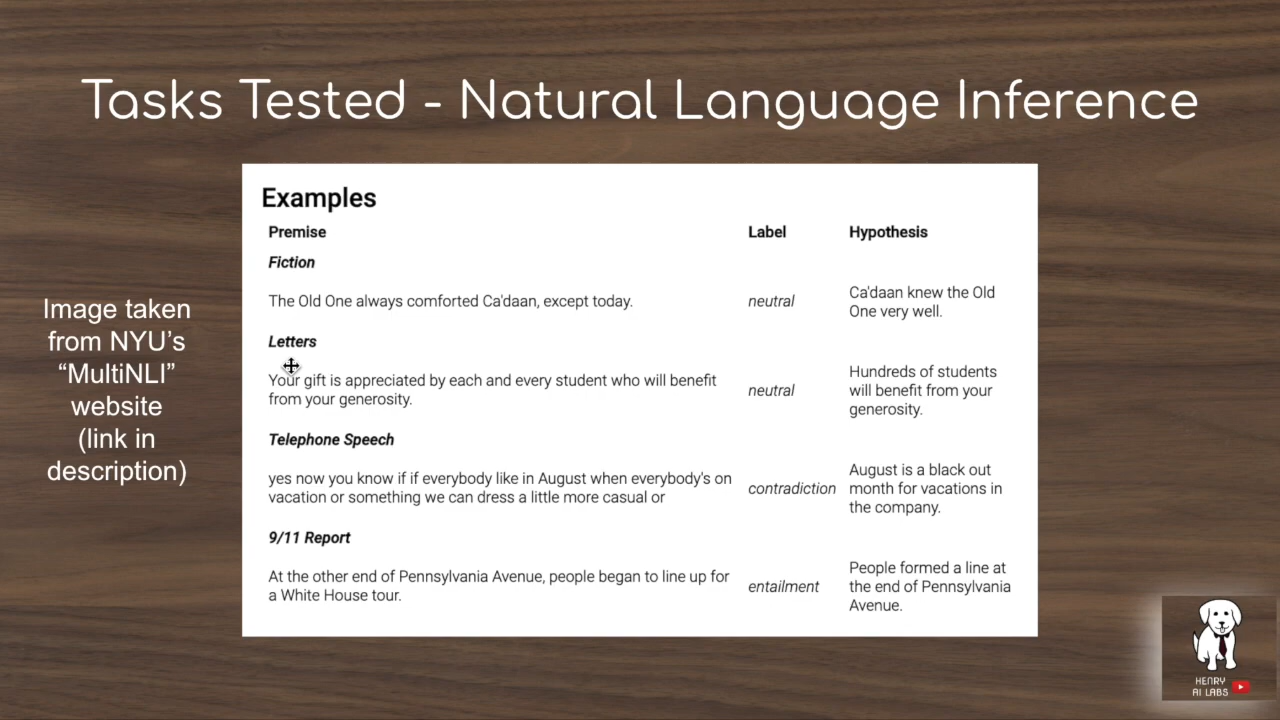 Tasks Tested - Natural Language Inference
Image taken
from NYU's
“MultiNLI”
website
(link in
description)
Examples
Premise Label Hypothesis
Fiction
The Old One always comforted Ca'daan, except today. neutral Ca'daan knew the Old
One very well.
Letters
Your gift is appreciated by each and every student who will benefit
from your generosity.
neutral
Hundreds of students
will benefit from your
generosity.
Telephone Speech
yes now you know if if everybody like in August when everybody's on
vacation or something we can dress a little more casual or
contradiction
August is a black out
month for vacations in
the company.
9/11 Report
At the other end of Pennsylvania Avenue, people began to line up for
a White House tour.
entailment
People formed a line at
the end of Pennsylvania
Avenue.
HENRY
AI LABS